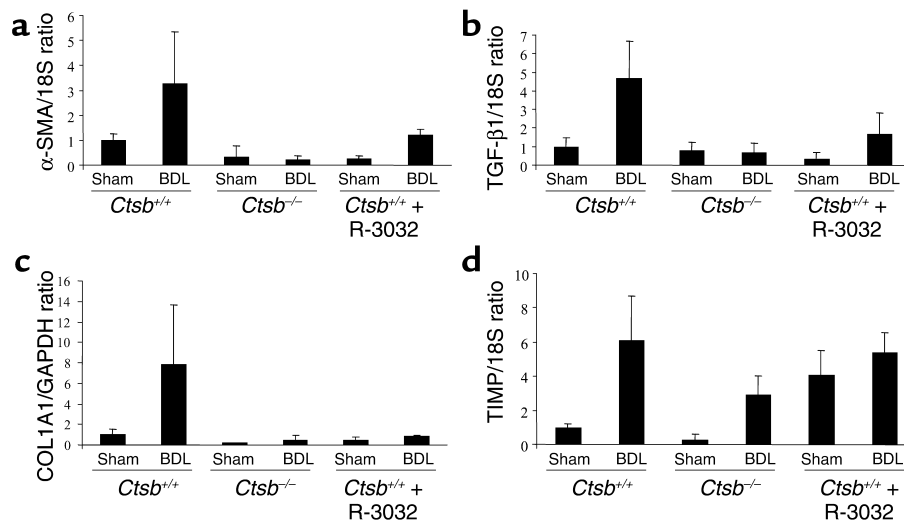 a
α-SMA/18S ratio
6
5
4
3
2
1
0
Sham BDL Sham BDL Sham BDL
Ctsb+/+ Ctsb–/– Ctsb+/+ +
R-3032
b
TGF-β1/18S ratio
7
6
5
4
3
2
1
0
Sham BDL Sham BDL Sham BDL
Ctsb+/+ Ctsb–/– Ctsb+/+ +
R-3032
c
COL1A1/GAPDH ratio
16
14
12
10
8
6
4
2
0
Sham BDL Sham BDL Sham BDL
Ctsb+/+ Ctsb–/– Ctsb+/+ +
R-3032
d
TIMP/18S ratio
10
8
6
4
2
0
Sham BDL Sham BDL Sham BDL
Ctsb+/+ Ctsb–/– Ctsb+/+ +
R-3032